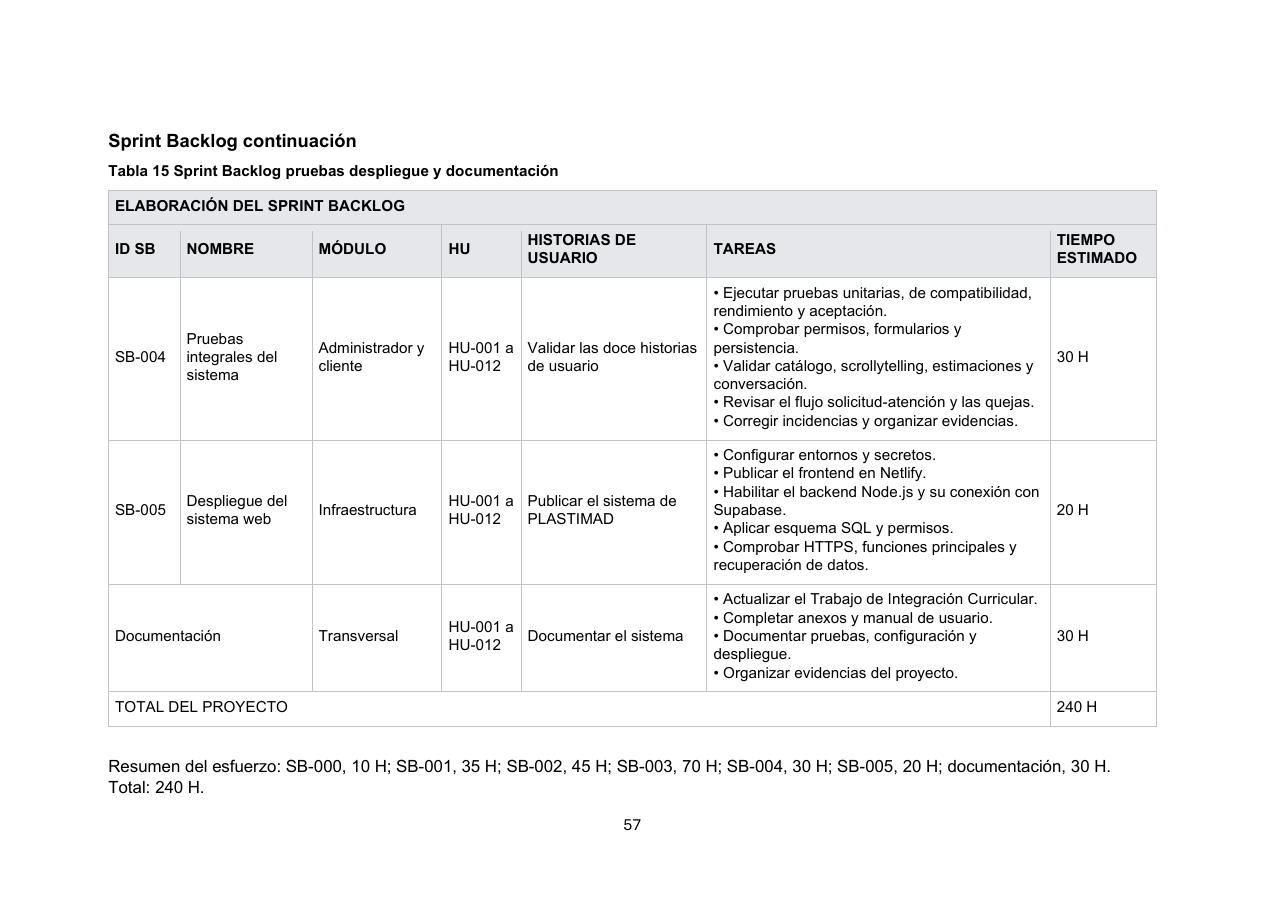 Sprint Backlog continuación
Tabla 15 Sprint Backlog pruebas despliegue y documentación
ELABORACIÓN DEL SPRINT BACKLOG
ID SB NOMBRE MÓDULO HU HISTORIAS DE USUARIO TAREAS TIEMPO ESTIMADO
SB-004
Pruebas
integrales del
sistema
Administrador y
cliente
HU-001 a
HU-012
Validar las doce historias
de usuario
• Ejecutar pruebas unitarias, de compatibilidad,
rendimiento y aceptación.
• Comprobar permisos, formularios y
persistencia.
• Validar catálogo, scrollytelling, estimaciones y
conversación.
• Revisar el flujo solicitud-atención y las quejas.
• Corregir incidencias y organizar evidencias.
30 H
SB-005
Despliegue del
sistema web
Infraestructura
HU-001 a
HU-012
Publicar el sistema de
PLASTIMAD
• Configurar entornos y secretos.
• Publicar el frontend en Netlify.
• Habilitar el backend Node.js y su conexión con
Supabase.
• Aplicar esquema SQL y permisos.
• Comprobar HTTPS, funciones principales y
recuperación de datos.
20 H
Documentación
Transversal
HU-001 a
HU-012
Documentar el sistema
• Actualizar el Trabajo de Integración Curricular.
• Completar anexos y manual de usuario.
• Documentar pruebas, configuración y
despliegue.
• Organizar evidencias del proyecto.
30 H
TOTAL DEL PROYECTO 240 H
Resumen del esfuerzo: SB-000, 10 H; SB-001, 35 H; SB-002, 45 H; SB-003, 70 H; SB-004, 30 H; SB-005, 20 H; documentación, 30 H.
Total: 240 H.
57